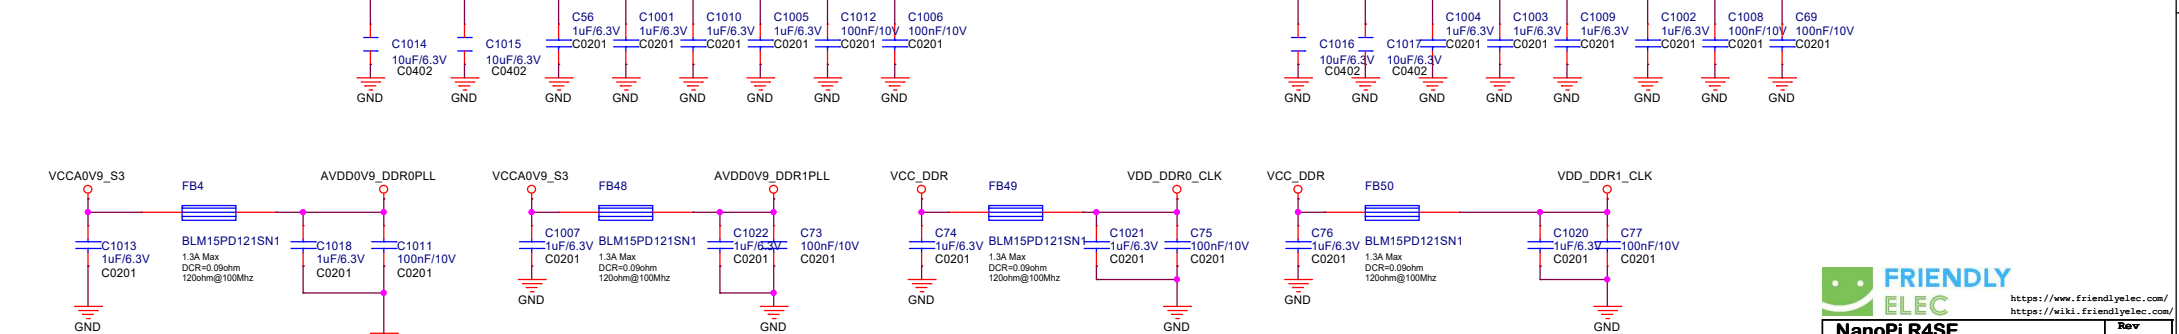 C56
1uF/6.3V
C0201
C1001
1uF/6.3V
C0201
C1010
1uF/6.3V
C0201
C1005
1uF/6.3V
C0201
C1012
100nF/10V
C0201
C1006
100nF/10V
C0201
C1014
10uF/6.3V
C0402
C1015
10uF/6.3V
C0402
GND
GND
GND
GND
GND
GND
GND
GND
C1016
10uF/6.3V
C0402
C1017
10uF/6.3V
C0402
C1004
1uF/6.3V
C0201
C1003
1uF/6.3V
C0201
C1009
1uF/6.3V
C0201
C1002
1uF/6.3V
C0201
C1008
100nF/10V
C0201
C69
100nF/10V
C0201
GND
GND
GND
GND
GND
GND
GND
GND
VCCA0V9_S3
FB4
AVDD0V9_DDR0PLL
C1013
1uF/6.3V
C0201
BLM15PD121SN1
1.3A Max
DCR=0.09ohm
120ohm@100Mhz
C1018
1uF/6.3V
C0201
C1011
100nF/10V
C0201
GND
VCCA0V9_S3
FB48
AVDD0V9_DDR1PLL
C1007
1uF/6.3V
C0201
BLM15PD121SN1
1.3A Max
DCR=0.09ohm
120ohm@100Mhz
C1022
1uF/6.3V
C0201
C73
100nF/10V
C0201
GND
GND
VCC_DDR
FB49
VDD_DDR0_CLK
C74
1uF/6.3V
C0201
BLM15PD121SN1
1.3A Max
DCR=0.09ohm
120ohm@100Mhz
C1021
1uF/6.3V
C0201
C75
100nF/10V
C0201
GND
GND
VCC_DDR
FB50
VDD_DDR1_CLK
C76
1uF/6.3V
C0201
BLM15PD121SN1
1.3A Max
DCR=0.09ohm
120ohm@100Mhz
C1020
1uF/6.3V
C0201
C77
100nF/10V
C0201
GND
GND
FRIENDLY
ELEC
https://www.friendlyelec.com/
https://wiki.friendlyelec.com/
NanoPi R4SE
Rev